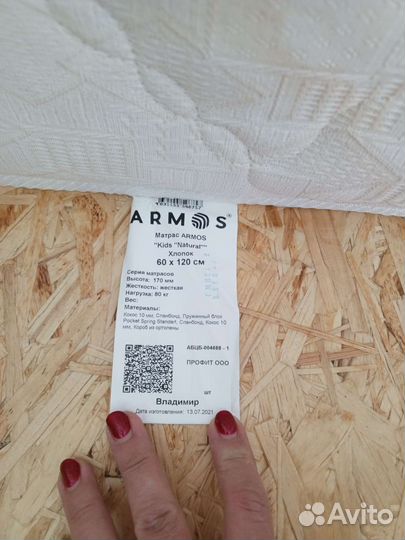 ARMOS®
Матрас ARMOS
"Kids "Natural""
Хлопок
60 x 120 см
Серия матрасов
Высота: 170 мм
Жесткость: жесткая
Нагрузка: 80 кг
Вес:
Материалы:
Кокос 10 мм, Спанбонд, Пружинный блок
Pocket Spring Standart, Спанбонд, Кокос 10
мм, Короб из ортопены
АБЦБ-004688 - 1
ПРОФИТ ООО
шт
Владимир
Дата изготовления: 13.07.2021
Avito